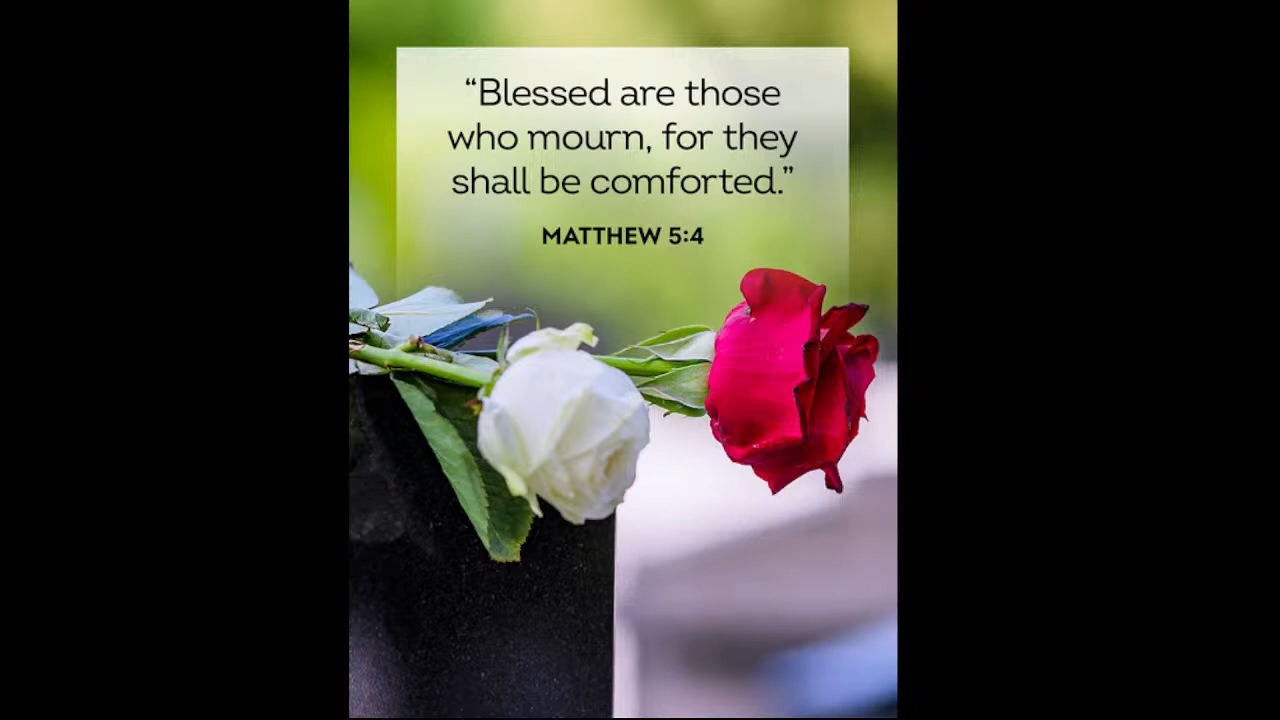 “Blessed are those
who mourn, for they
shall be comforted.”
MATTHEW 5:4